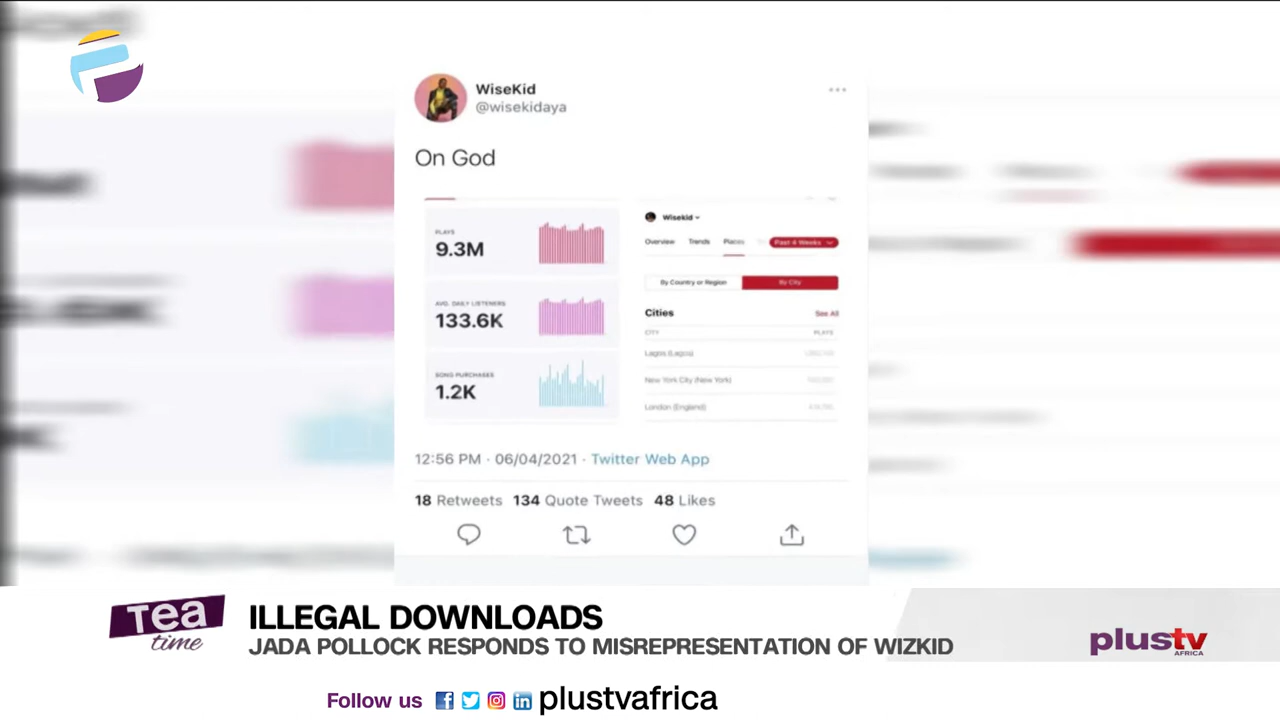 WiseKid
@wisekidaya
On God
PLAYS
9.3M
AVG. DAILY LISTENERS
133.6K
SONG PURCHASES
1.2K
Wisekid
Overview Trends Places Past 4 Weeks
By Country or Region By City
Cities See All
CITY PLAYS
Lagos (Lagos)
New York City (New York)
London (England)
12:56 PM · 06/04/2021 · Twitter Web App
18 Retweets 134 Quote Tweets 48 Likes
Tea time
ILLEGAL DOWNLOADS
JADA POLLOCK RESPONDS TO MISREPRESENTATION OF WIZKID
plustv AFRICA
Follow us plustvafrica